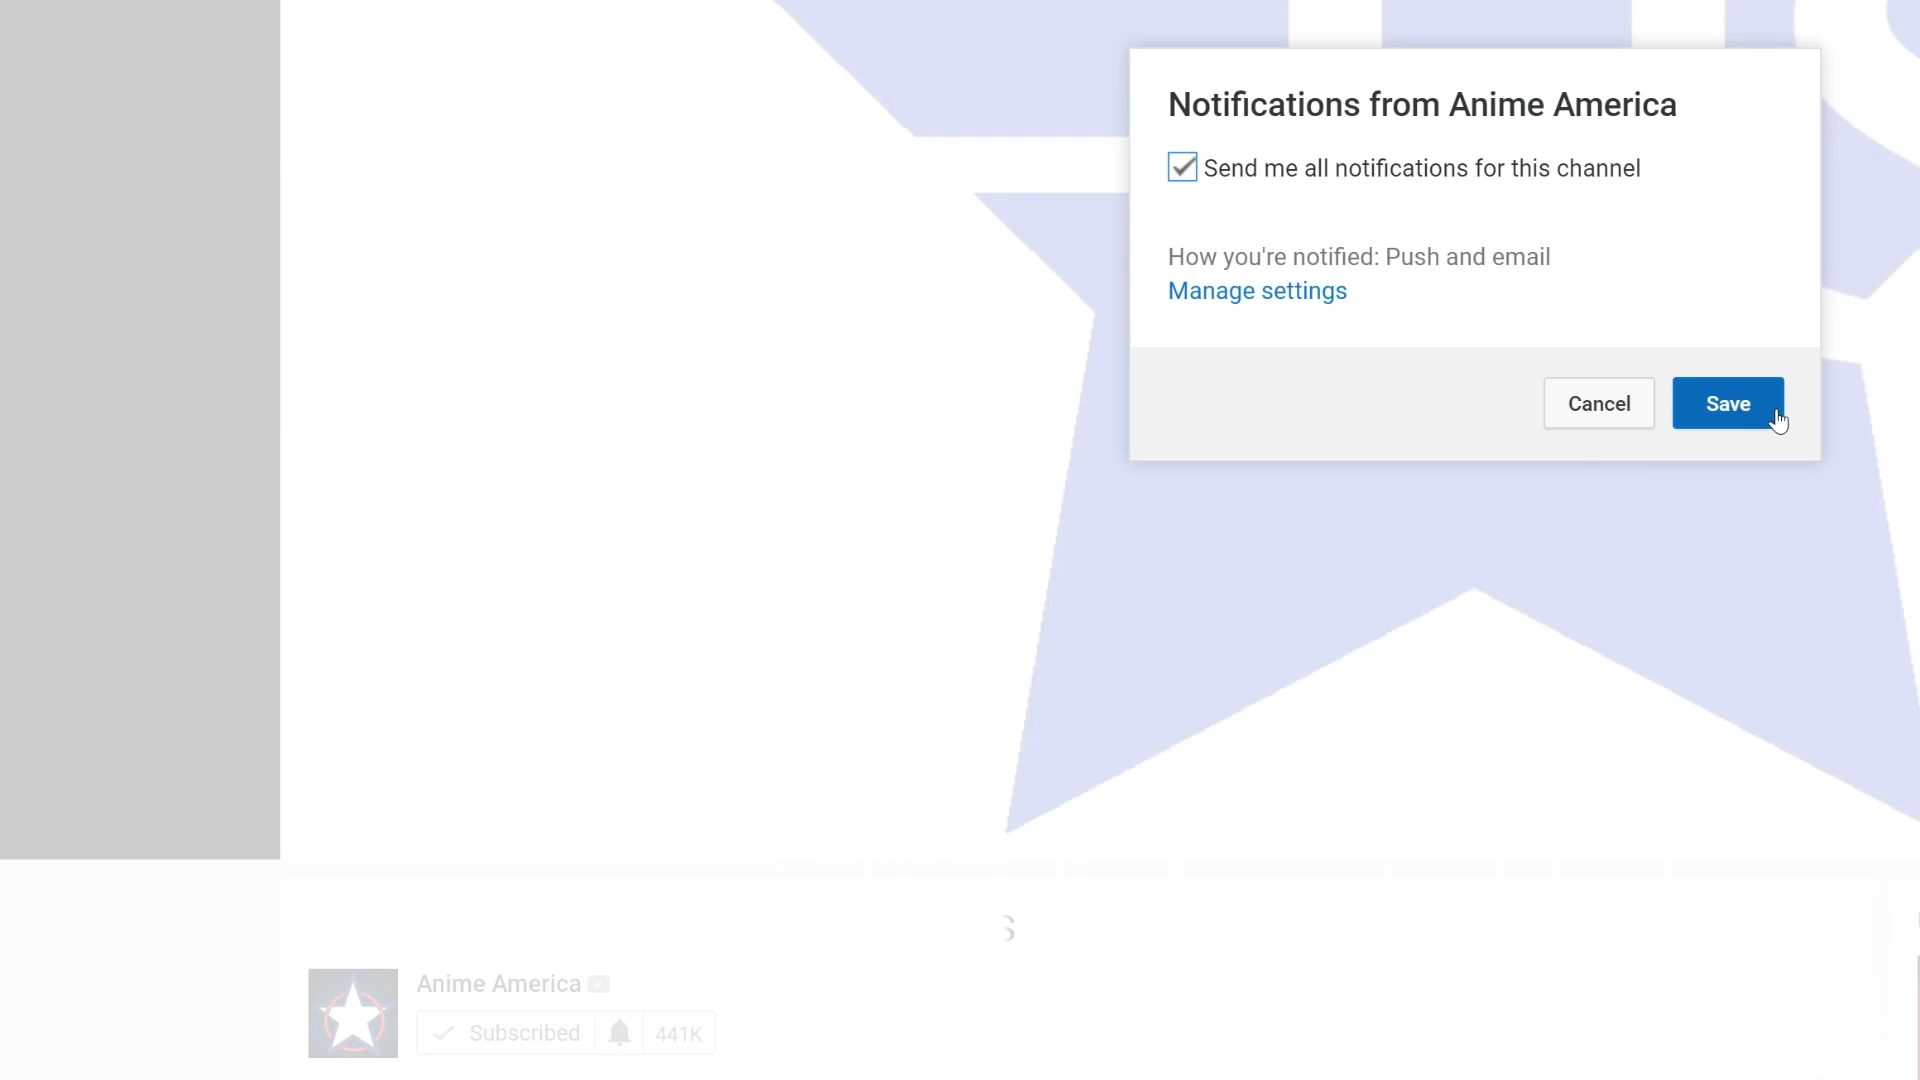 Notifications from Anime America
Send me all notifications for this channel
How you're notified: Push and email
Manage settings
Cancel
Save
Anime America
Subscribed
441K